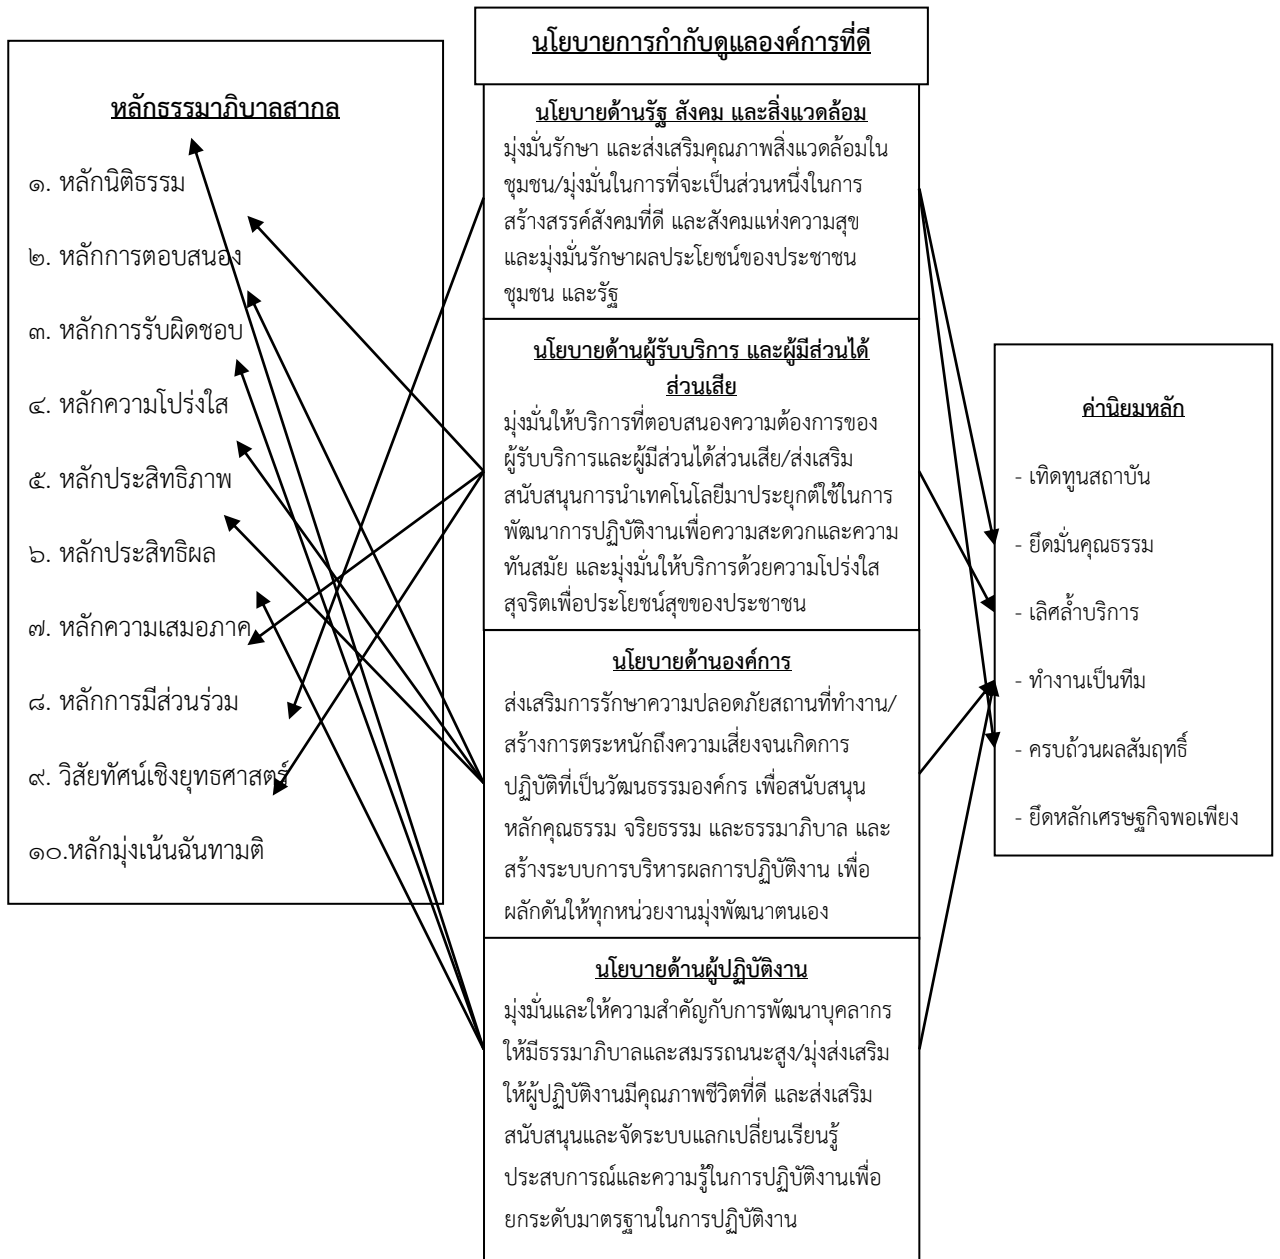 นโยบายการกำกับดูแลองค์การที่ดี
หลักธรรมาภิบาลสากล
๑. หลักนิติธรรม
๒. หลักการตอบสนอง
๓. หลักการรับผิดชอบ
๔. หลักความโปร่งใส
๕. หลักประสิทธิภาพ
๖. หลักประสิทธิผล
๗. หลักความเสมอภาค
๘. หลักการมีส่วนร่วม
๙. วิสัยทัศน์เชิงยุทธศาสตร์
๑๐.หลักมุ่งเน้นฉันทามติ
นโยบายด้านรัฐ สังคม และสิ่งแวดล้อม
มุ่งมั่นรักษา และส่งเสริมคุณภาพสิ่งแวดล้อมใน
ชุมชน/มุ่งมั่นในการที่จะเป็นส่วนหนึ่งในการ
สร้างสรรค์สังคมที่ดี และสังคมแห่งความสุข
และมุ่งมั่นรักษาผลประโยชน์ของประชาชน
ชุมชน และรัฐ
นโยบายด้านผู้รับบริการ และผู้มีส่วนได้
ส่วนเสีย
มุ่งมั่นให้บริการที่ตอบสนองความต้องการของ
ผู้รับบริการและผู้มีส่วนได้ส่วนเสีย/ส่งเสริม
สนับสนุนการนำเทคโนโลยีมาประยุกต์ใช้ในการ
พัฒนาการปฏิบัติงานเพื่อความสะดวกและความ
ทันสมัย และมุ่งมั่นให้บริการด้วยความโปร่งใส
สุจริตเพื่อประโยชน์สุขของประชาชน
นโยบายด้านองค์การ
ส่งเสริมการรักษาความปลอดภัยสถานที่ทำงาน/
สร้างการตระหนักถึงความเสี่ยงจนเกิดการ
ปฏิบัติที่เป็นวัฒนธรรมองค์กร เพื่อสนับสนุน
หลักคุณธรรม จริยธรรม และธรรมาภิบาล และ
สร้างระบบการบริหารผลการปฏิบัติงาน เพื่อ
ผลักดันให้ทุกหน่วยงานมุ่งพัฒนาตนเอง
นโยบายด้านผู้ปฏิบัติงาน
มุ่งมั่นและให้ความสำคัญกับการพัฒนาบุคลากร
ให้มีธรรมาภิบาลและสมรรถนนะสูง/มุ่งส่งเสริม
ให้ผู้ปฏิบัติงานมีคุณภาพชีวิตที่ดี และส่งเสริม
สนับสนุนและจัดระบบแลกเปลี่ยนเรียนรู้
ประสบการณ์และความรู้ในการปฏิบัติงานเพื่อ
ยกระดับมาตรฐานในการปฏิบัติงาน
ค่านิยมหลัก
- เทิดทูนสถาบัน
- ยึดมั่นคุณธรรม
- เลิศล้ำบริการ
- ทำงานเป็นทีม
- ครบถ้วนผลสัมฤทธิ์
- ยึดหลักเศรษฐกิจพอเพียง